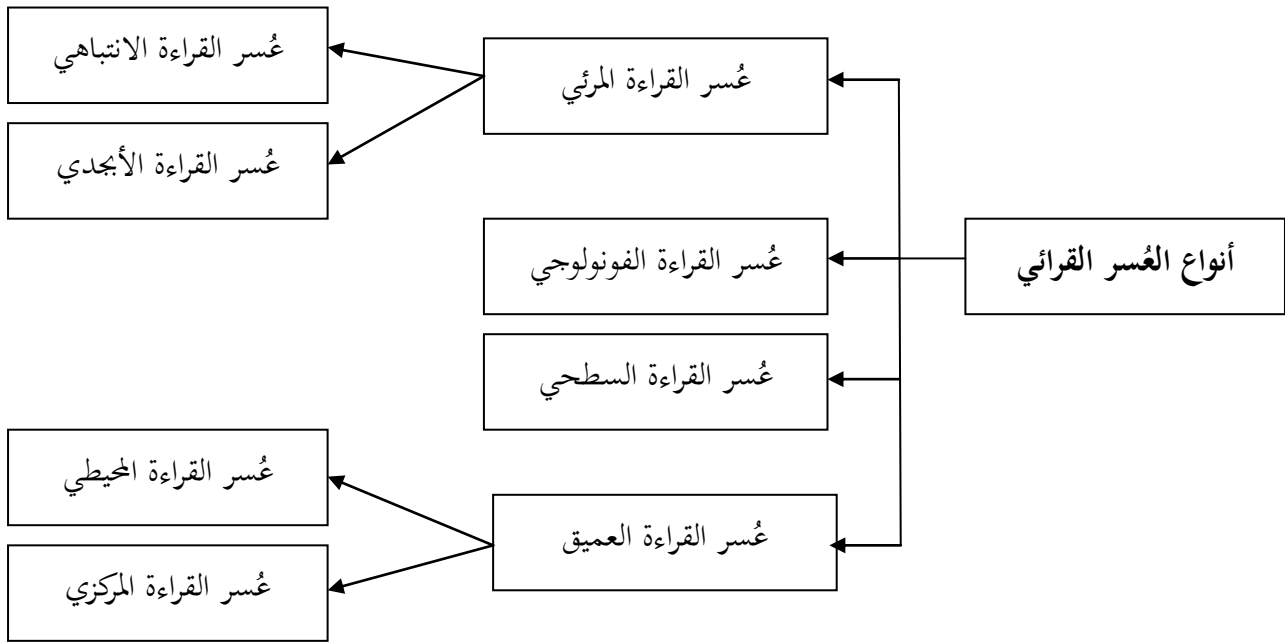 أنواع العُسر القرائي
عُسر القراءة المرئي
عُسر القراءة الانتباهي
عُسر القراءة الأبجدي
عُسر القراءة الفونولوجي
عُسر القراءة السطحي
عُسر القراءة العميق
عُسر القراءة المحيطي
عُسر القراءة المركزي